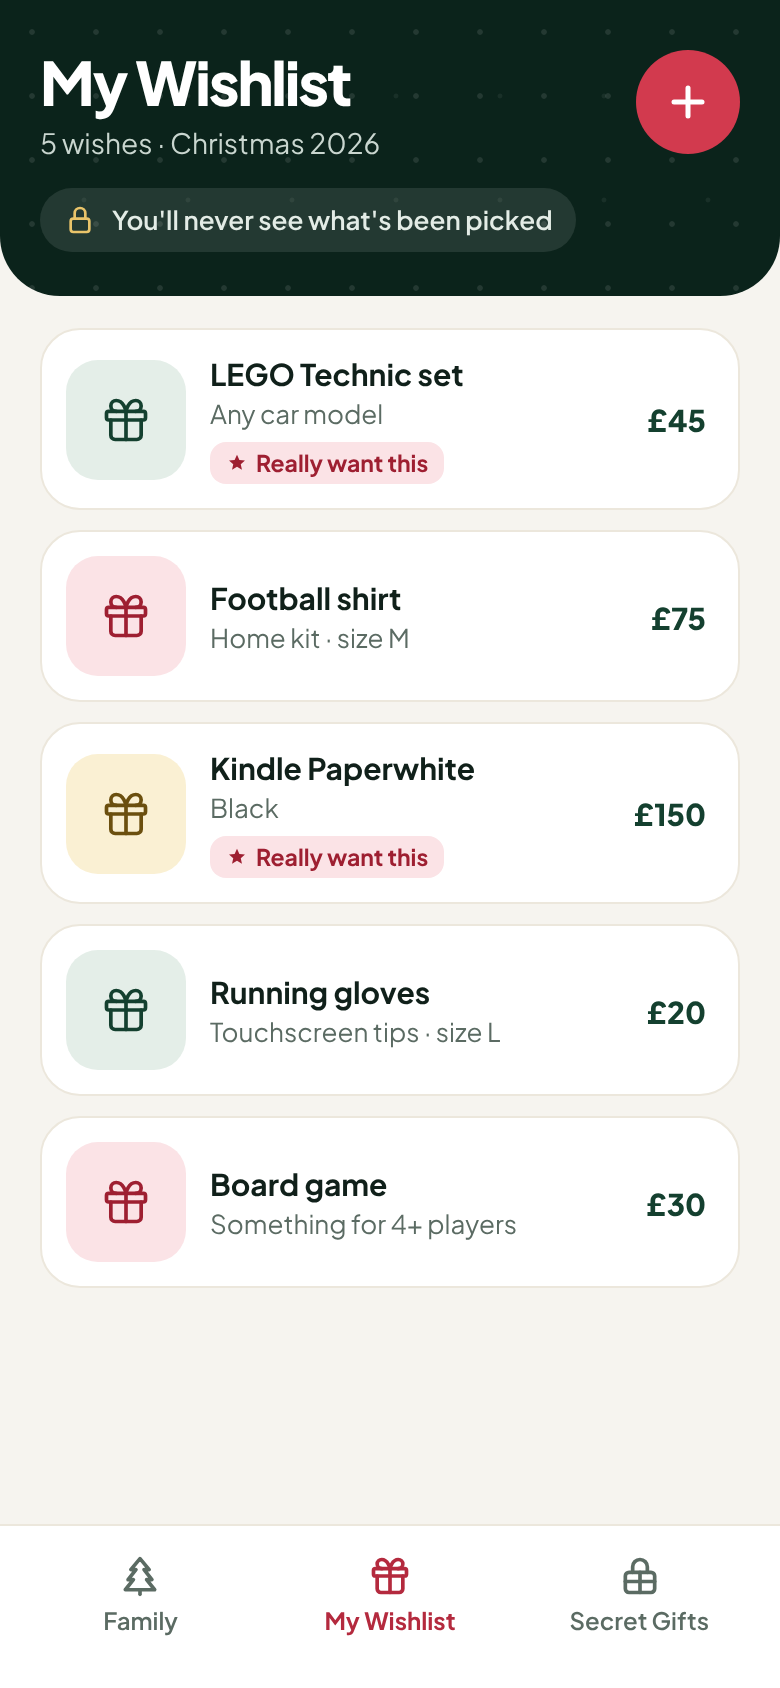 My Wishlist
5 wishes · Christmas 2026
You'll never see what's been picked
LEGO Technic set
Any car model
£45
Really want this
Football shirt
Home kit · size M
£75
Kindle Paperwhite
Black
£150
Really want this
Running gloves
Touchscreen tips · size L
£20
Board game
Something for 4+ players
£30
Family
My Wishlist
Secret Gifts